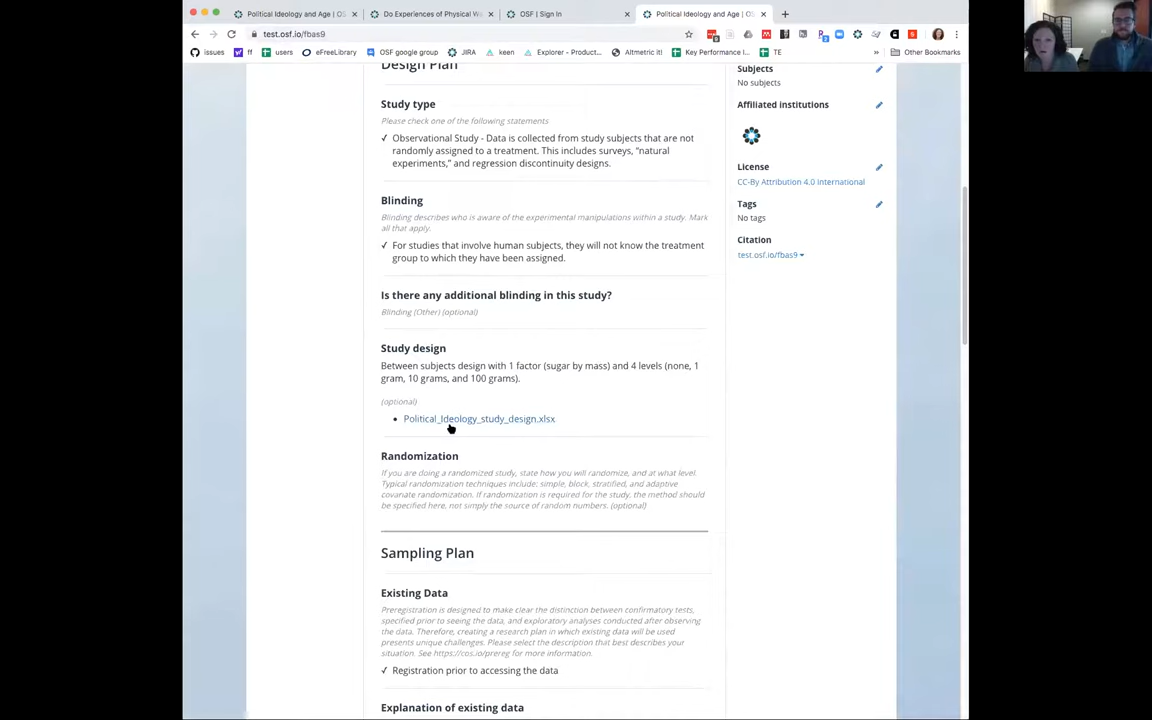 Political Ideology and Age | OS
Do Experiences of Physical W
OSF | Sign In
Political Ideology and Age | OS
test.osf.io/fbas9
issues
ff
users
eFreeLibrary
OSF google group
JIRA
keen
Explorer - Product...
Altmetric it!
Key Performance I...
TE
»
Other Bookmarks
Design Plan
Study type
Please check one of the following statements
✓ Observational Study - Data is collected from study subjects that are not
randomly assigned to a treatment. This includes surveys, “natural
experiments,” and regression discontinuity designs.
Blinding
Blinding describes who is aware of the experimental manipulations within a study. Mark
all that apply.
✓ For studies that involve human subjects, they will not know the treatment
group to which they have been assigned.
Is there any additional blinding in this study?
Blinding (Other) (optional)
Study design
Between subjects design with 1 factor (sugar by mass) and 4 levels (none, 1
gram, 10 grams, and 100 grams).
(optional)
• Political_Ideology_study_design.xlsx
Randomization
If you are doing a randomized study, state how you will randomize, and at what level.
Typical randomization techniques include: simple, block, stratified, and adaptive
covariate randomization. If randomization is required for the study, the method should
be specified here, not simply the source of random numbers. (optional)
Sampling Plan
Existing Data
Preregistration is designed to make clear the distinction between confirmatory tests,
specified prior to seeing the data, and exploratory analyses conducted after observing
the data. Therefore, creating a research plan in which existing data will be used
presents unique challenges. Please select the description that best describes your
situation. See https://cos.io/prereg for more information.
✓ Registration prior to accessing the data
Explanation of existing data
Subjects
No subjects
Affiliated institutions
License
CC-By Attribution 4.0 International
Tags
No tags
Citation
test.osf.io/fbas9